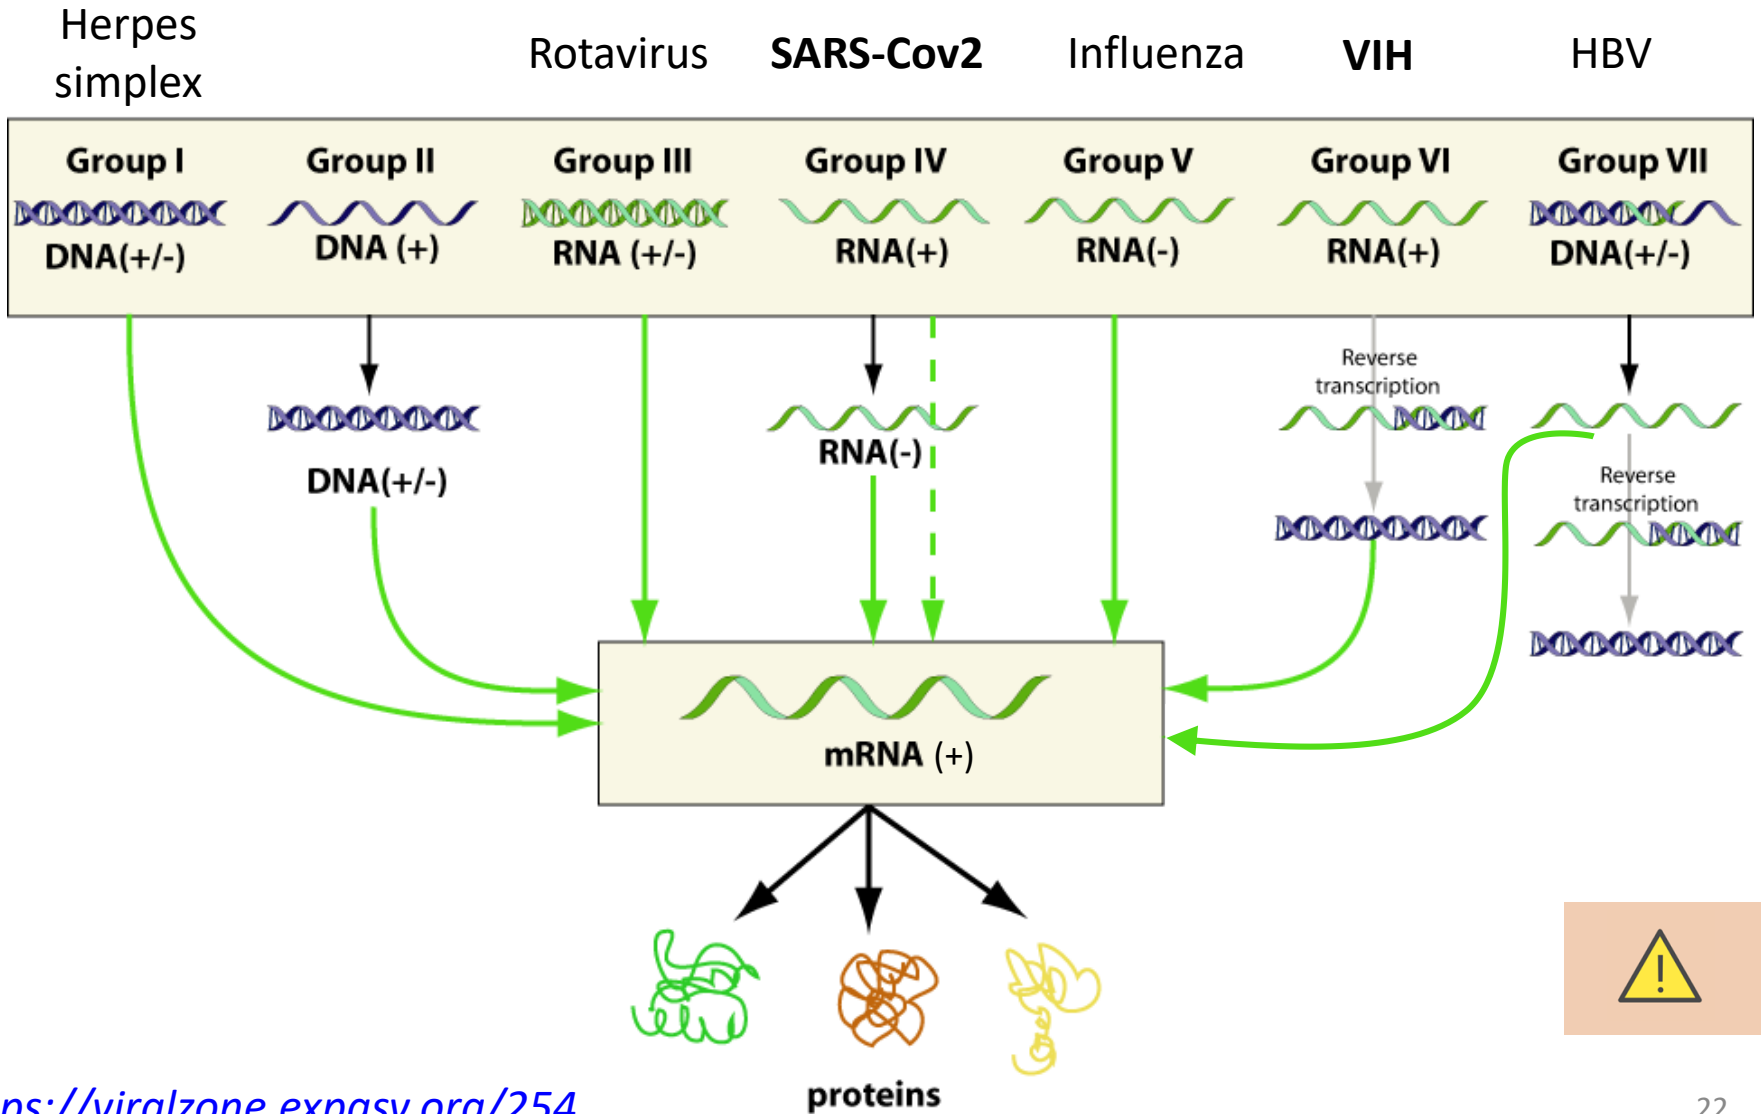 Herpes
simplex
Rotavirus
SARS-Cov2
Influenza
VIH
HBV
Group I
Group II
Group III
Group IV
Group V
Group VI
Group VII
DNA(+/-)
DNA (+)
RNA (+/-)
RNA(+)
RNA(-)
RNA(+)
DNA(+/-)
Reverse
transcription
RNA(-)
DNA(+/-)
Reverse
transcription
mRNA (+)
proteins
ps://viralzone.expasy.org/254
22